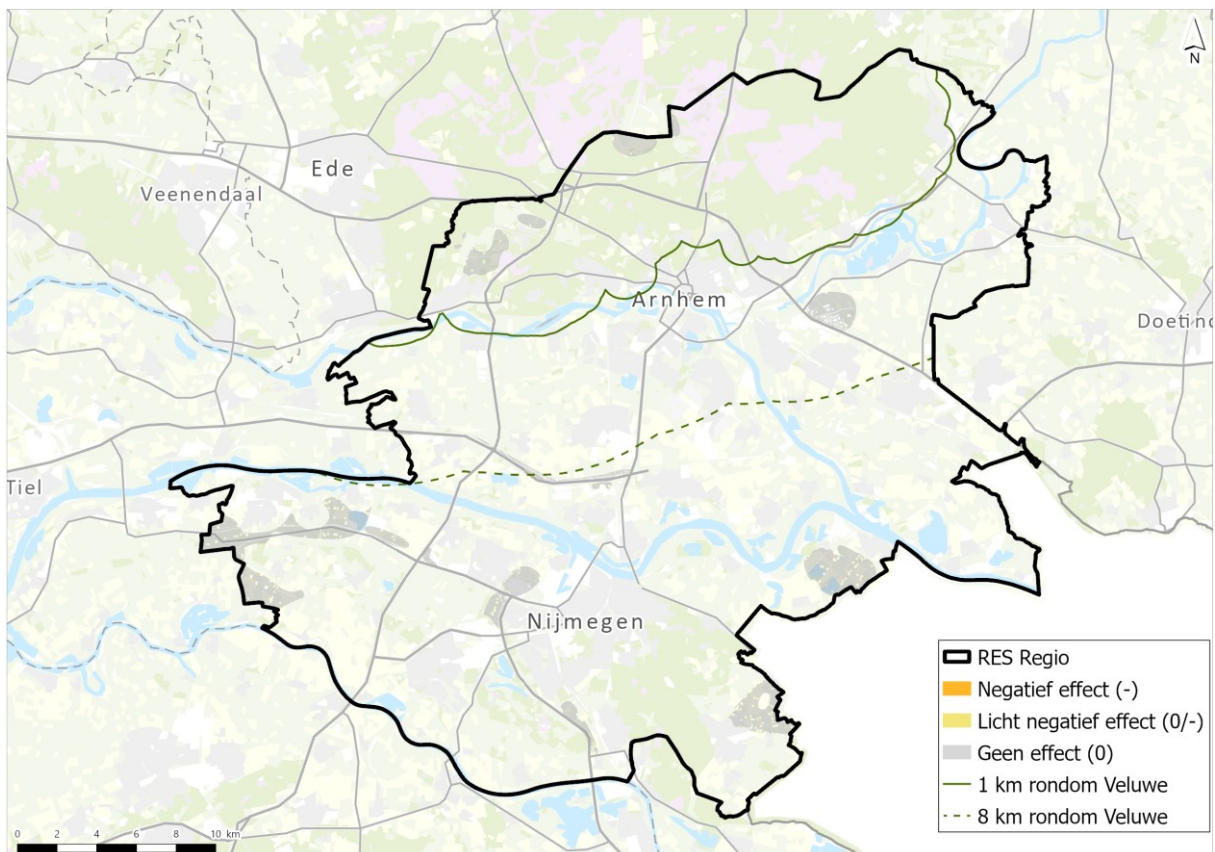 N
Ede
Veenendaal
Arnhem
Doetinc
Tiel
Nijmegen
RES Regio
Negatief effect (-)
Licht negatief effect (0/-)
Geen effect (0)
1 km rondom Veluwe
8 km rondom Veluwe
0 2 4 6 8 10 km